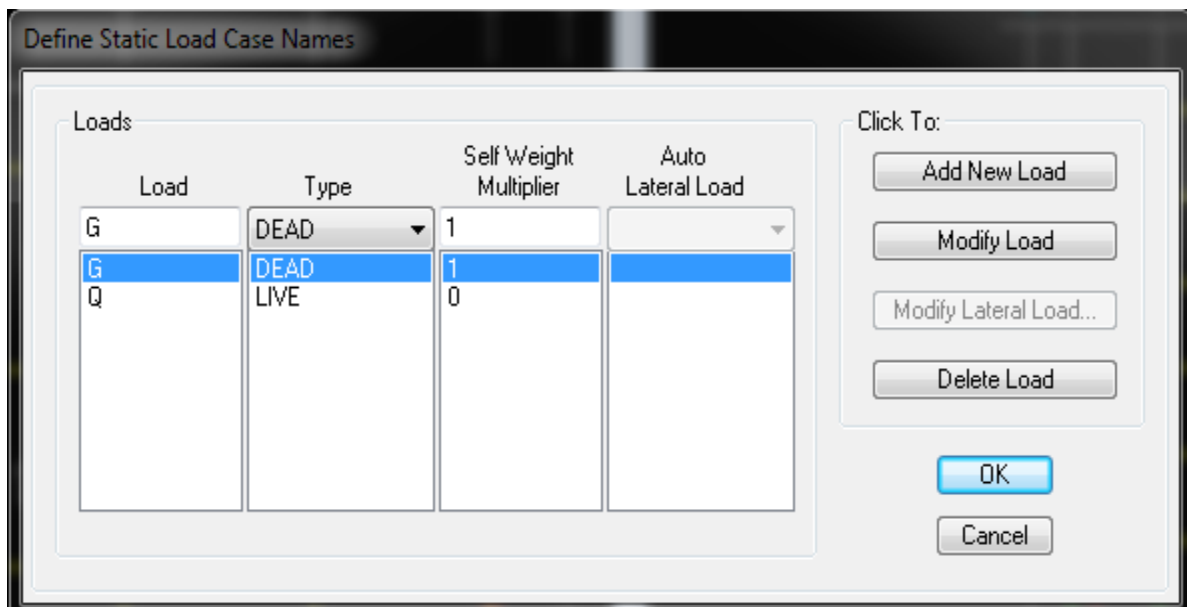 Define Static Load Case Names
Loads
Load Type Self Weight Multiplier Auto Lateral Load
G DEAD 1
G DEAD 1
Q LIVE 0
Click To:
Add New Load
Modify Load
Modify Lateral Load...
Delete Load
OK
Cancel